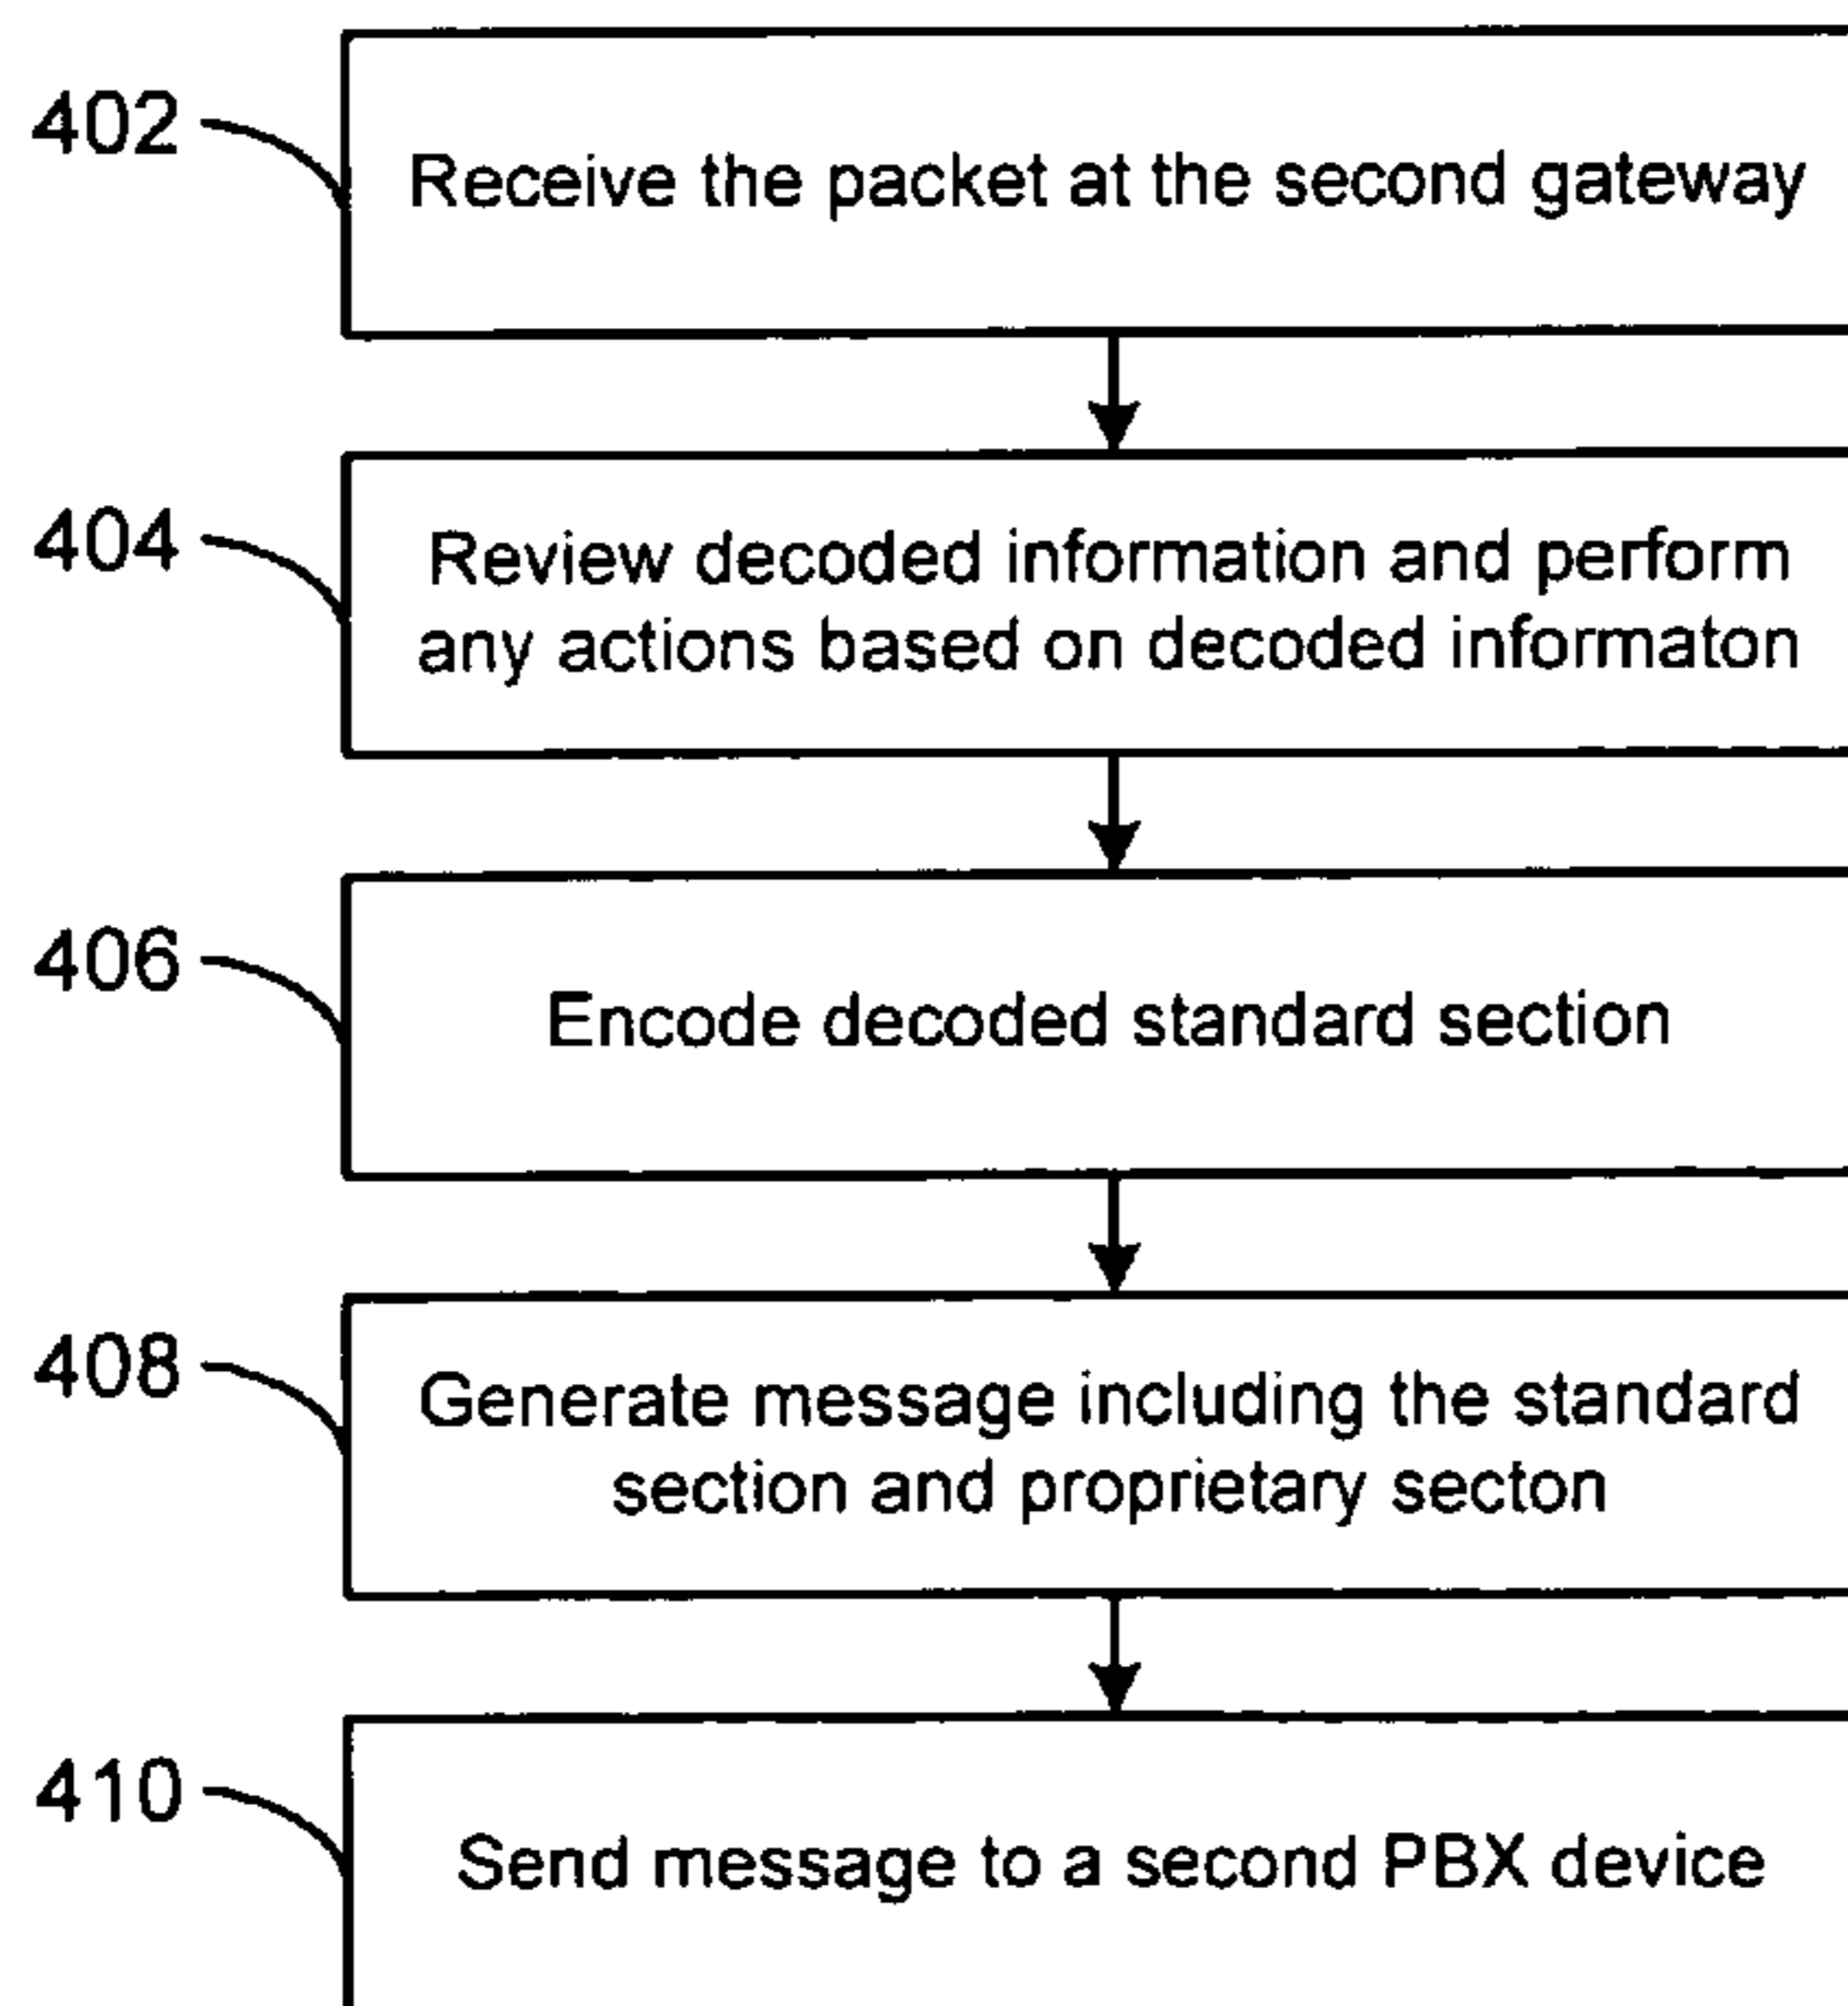 402
Receive the packet at the second gateway
404
Review decoded information and perform
any actions based on decoded informaton
406
Encode decoded standard section
408
Generate message including the standard
section and proprietary secton
410
Send message to a second PBX device